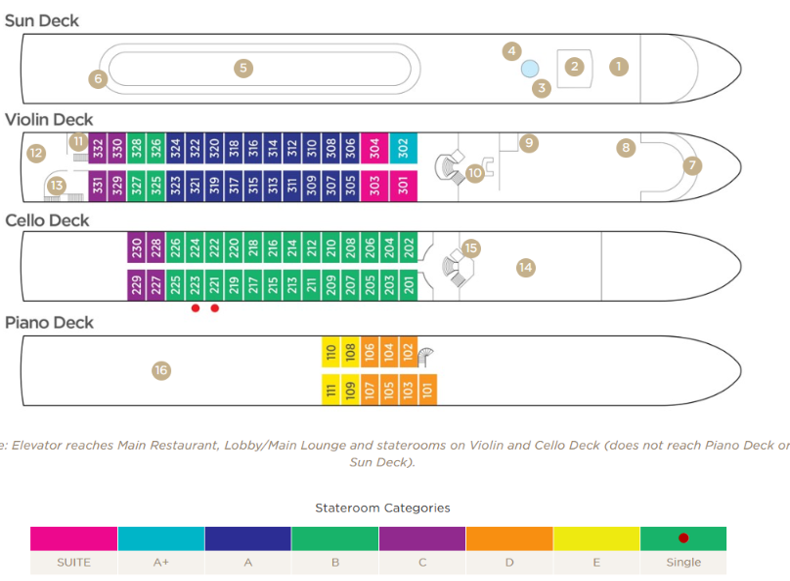 Sun Deck
4
5
2
1
6
3
Violin Deck
11
332 330 328 326 324 322 320 318 316 314 312 310 308 306 304 302
9
8
12
10
7
13
331 329 327 325 323 321 319 317 315 313 311 309 307 305 303 301
Cello Deck
230 228 226 224 222 220 218 216 214 212 210 208 206 204 202
15
14
229 227 225 223 221 219 217 215 213 211 209 207 205 203 201
Piano Deck
110 108 106 104 102
16
111 109 107 105 103 101
e: Elevator reaches Main Restaurant, Lobby/Main Lounge and staterooms on Violin and Cello Deck (does not reach Piano Deck or
Sun Deck).
Stateroom Categories
SUITE A+ A B C D E Single